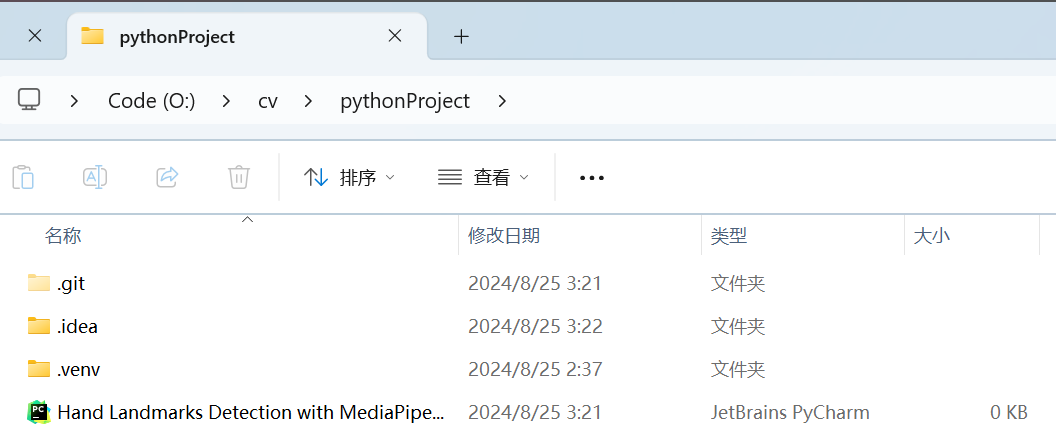 pythonProject
Code (O:) cv pythonProject
排序 查看
名称 修改日期 类型 大小
.git 2024/8/25 3:21 文件夹
.idea 2024/8/25 3:22 文件夹
.venv 2024/8/25 2:37 文件夹
PC Hand Landmarks Detection with MediaPipe... 2024/8/25 3:21 JetBrains PyCharm 0 KB